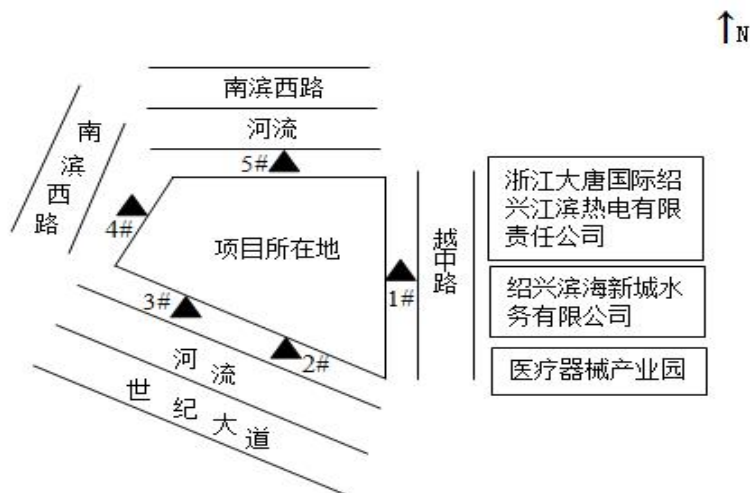 N
南滨西路
河流
5#
南滨西路
4#
项目所在地
越中路
1#
浙江大唐国际绍
兴江滨热电有限
责任公司
绍兴滨海新城水
务有限公司
医疗器械产业园
3#
2#
河流
世纪大道